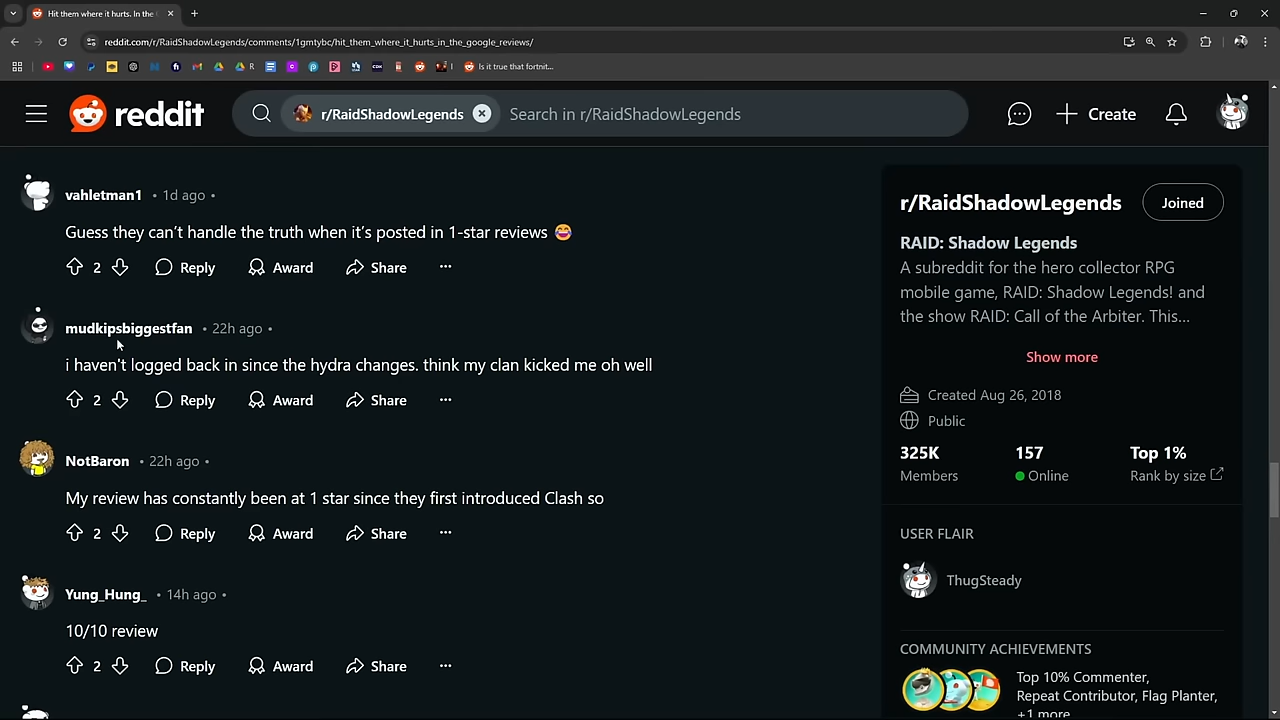 Hit them where it hurts. In the
reddit.com/r/RaidShadowLegends/comments/1gmtybc/hit_them_where_it_hurts_in_the_google_reviews/
Is it true that fortnit...
reddit
r/RaidShadowLegends
Search in r/RaidShadowLegends
Create
vahletman1 • 1d ago •
Guess they can’t handle the truth when it’s posted in 1-star reviews 😂
2 Reply Award Share ...
mudkipsbiggestfan • 22h ago •
i haven't logged back in since the hydra changes. think my clan kicked me oh well
2 Reply Award Share ...
NotBaron • 22h ago •
My review has constantly been at 1 star since they first introduced Clash so
2 Reply Award Share ...
Yung_Hung_ • 14h ago •
10/10 review
2 Reply Award Share ...
r/RaidShadowLegends
Joined
RAID: Shadow Legends
A subreddit for the hero collector RPG
mobile game, RAID: Shadow Legends! and
the show RAID: Call of the Arbiter. This...
Show more
Created Aug 26, 2018
Public
325K 157 Top 1%
Members Online Rank by size
USER FLAIR
ThugSteady
COMMUNITY ACHIEVEMENTS
Top 10% Commenter,
Repeat Contributor, Flag Planter,
+1 more